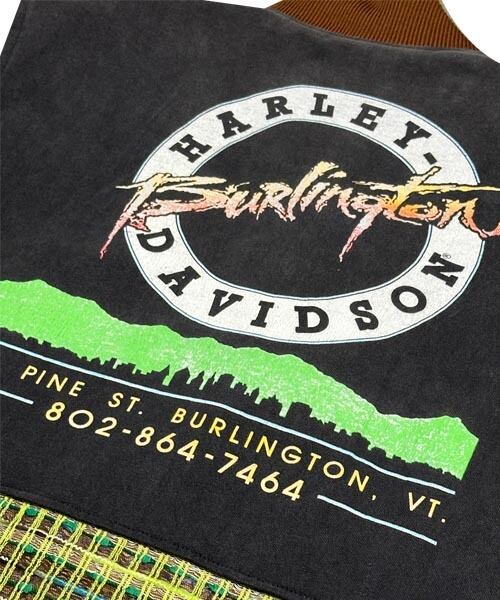 HARLEY-
Burlington
DAVIDSON®
PINE ST. BURLINGTON, VT.
802-864-7464